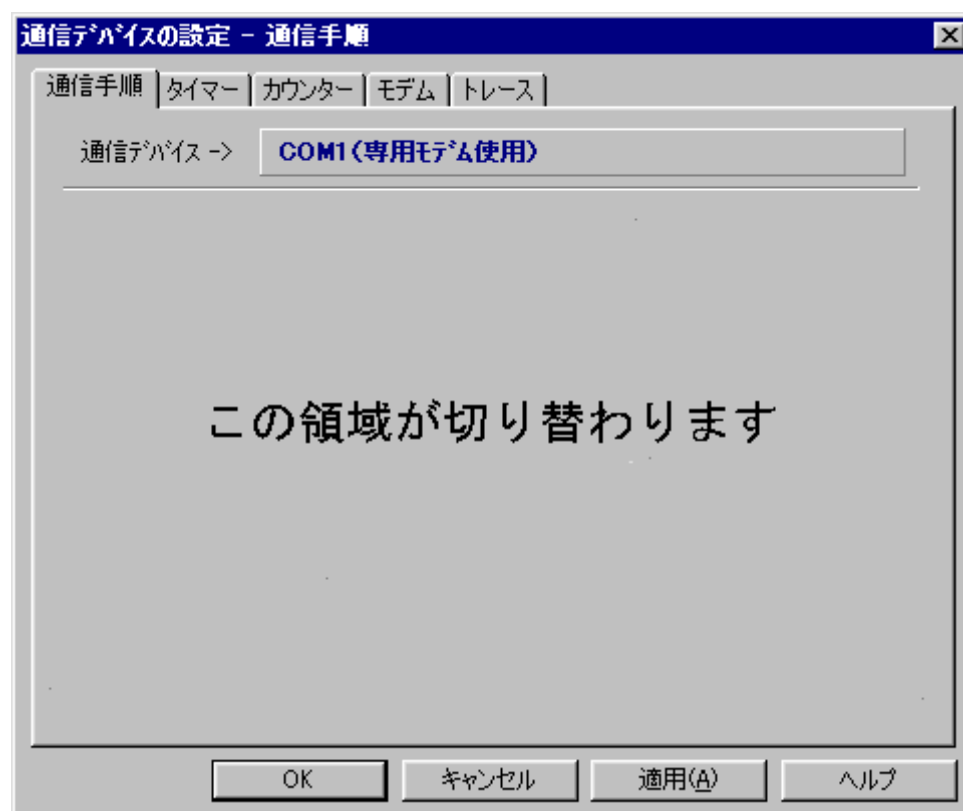 通信ﾃﾞﾊﾞｲｽの設定 - 通信手順
通信手順 タイマー カウンター モデム トレース
通信ﾃﾞﾊﾞｲｽ -> COM1(専用ﾓﾃﾞﾑ使用)
この領域が切り替わります
OK キャンセル 適用(A) ヘルプ